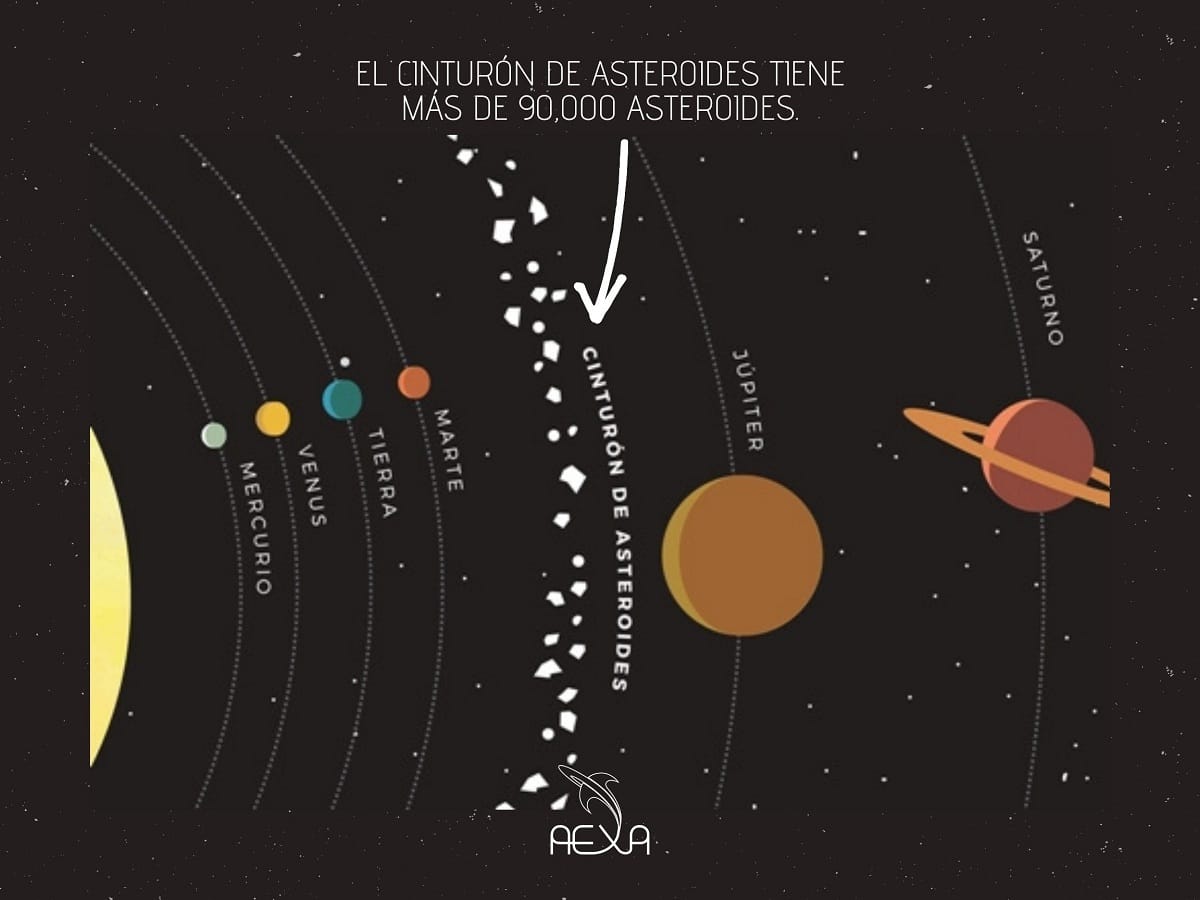 EL CINTURÓN DE ASTEROIDES TIENE
MÁS DE 90,000 ASTEROIDES.
MERCURIO
VENUS
TIERRA
MARTE
CINTURÓN DE ASTEROIDES
JÚPITER
SATURNO
AEXA